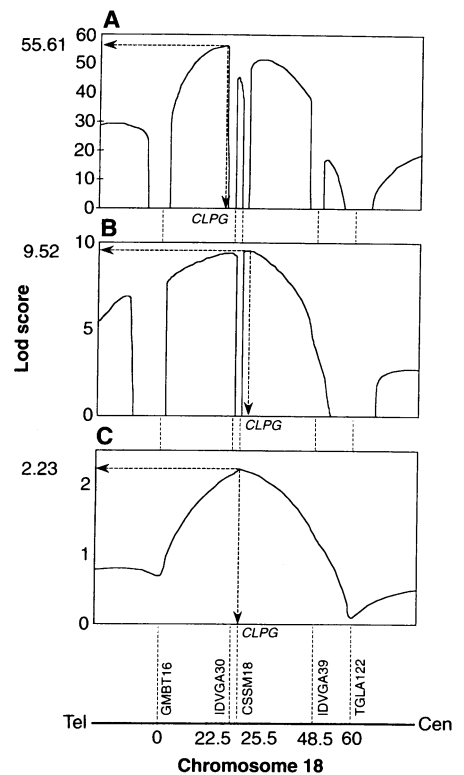 A
55.61
60
50
40
30
20
10
0
CLPG
B
9.52
10
5
0
CLPG
Lod score
C
2.23
2
1
0
CLPG
GMBT16
IDVGA30
CSSM18
IDVGA39
TGLA122
Tel
Cen
0 22.5 25.5 48.5 60
Chromosome 18